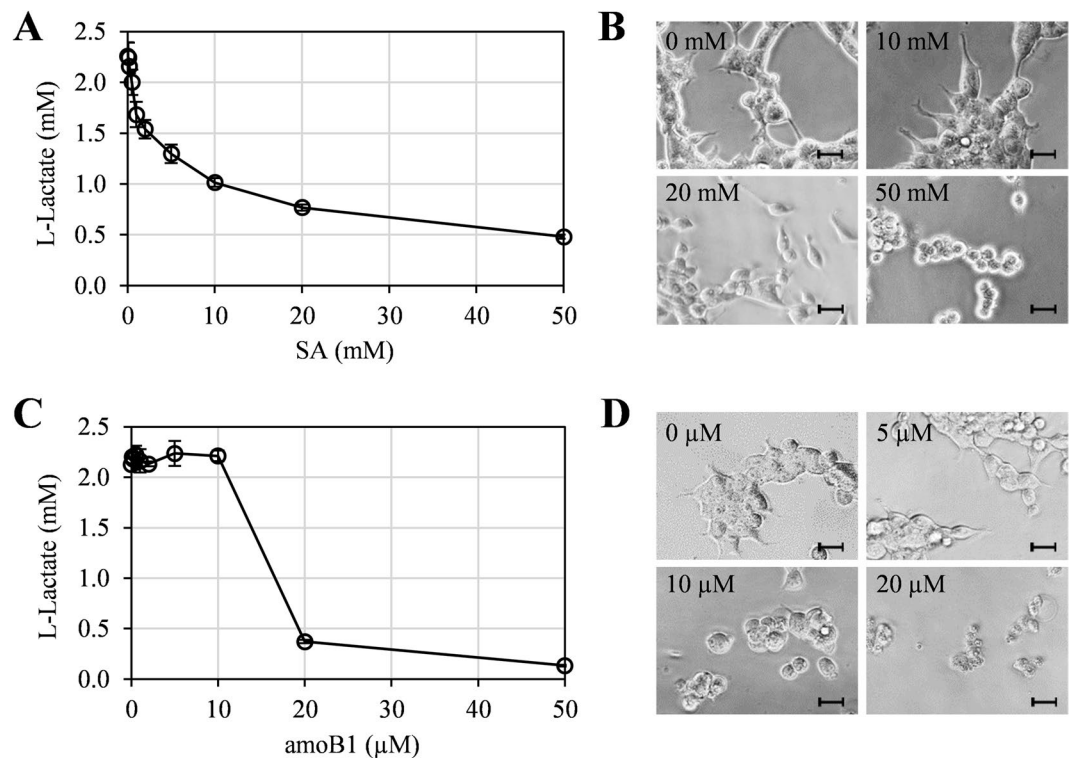 A
2.5
2.0
1.5
1.0
0.5
0.0
L-Lactate (mM)
0 10 20 30 40 50
SA (mM)
B
0 mM
10 mM
20 mM
50 mM
C
2.5
2.0
2.5
1.0
0.5
0.0
L-Lactate (mM)
0 10 20 30 40 50
amoB1 (µM)
D
0 µM
5 µM
10 µM
20 µM